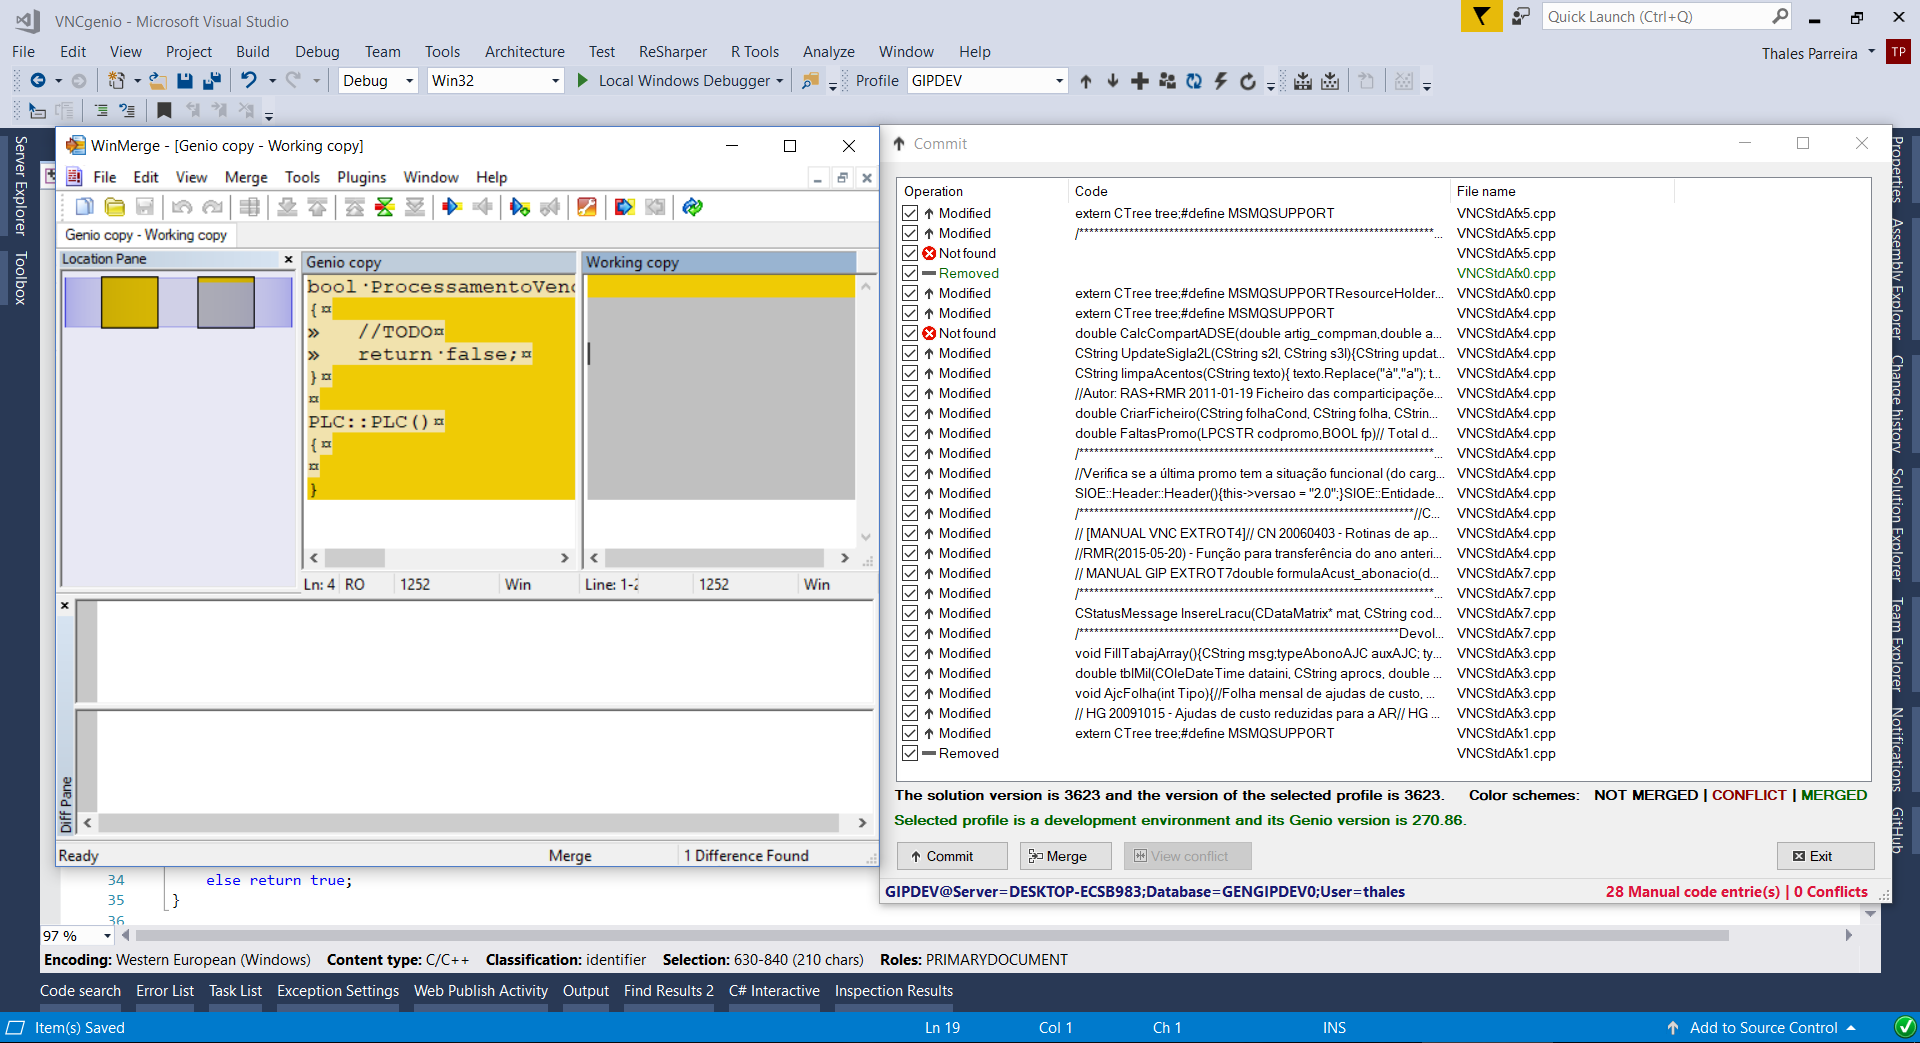 VNCgenio - Microsoft Visual Studio
Quick Launch (Ctrl+Q)
File Edit View Project Build Debug Team Tools Architecture Test ReSharper R Tools Analyze Window Help
Thales Parreira TP
Debug Win32 Local Windows Debugger Profile GIPDEV
Server Explorer
Toolbox
WinMerge - [Genio copy - Working copy]
File Edit View Merge Tools Plugins Window Help
Genio copy - Working copy
Location Pane
Genio copy
Working copy
bool·ProcessamentoVenc
{¤
» //TODO¤
» return·false;¤
}¤
¤
PLC::PLC()¤
{¤
¤
}
Ln: 4 RO 1252 Win
Line: 1-2 1252 Win
Diff Pane
Ready Merge 1 Difference Found
34 else return true;
35 }
36
97 %
Commit
Operation Code File name
Modified extern CTree tree;#define MSMQSUPPORT VNCStdAfx5.cpp
Modified /**********************************************************************... VNCStdAfx5.cpp
Not found VNCStdAfx5.cpp
Removed VNCStdAfx0.cpp
Modified extern CTree tree;#define MSMQSUPPORTResourceHolder... VNCStdAfx0.cpp
Modified extern CTree tree;#define MSMQSUPPORT VNCStdAfx4.cpp
Not found double CalcCompartADSE(double artig_compman,double a... VNCStdAfx4.cpp
Modified CString UpdateSigla2L(CString s2l, CString s3l){CString updat... VNCStdAfx4.cpp
Modified CString limpaAcentos(CString texto){ texto.Replace("à","a"); t... VNCStdAfx4.cpp
Modified //Autor: RAS+RMR 2011-01-19 Ficheiro das comparticipaçõe... VNCStdAfx4.cpp
Modified double CriarFicheiro(CString folhaCond, CString folha, CStrin... VNCStdAfx4.cpp
Modified double FaltasPromo(LPCSTR codpromo,BOOL fp)// Total d... VNCStdAfx4.cpp
Modified /**********************************************************************... VNCStdAfx4.cpp
Modified //Verifica se a última promo tem a situação funcional (do carg... VNCStdAfx4.cpp
Modified SIOE::Header::Header(){this->versao = "2.0";}SIOE::Entidade... VNCStdAfx4.cpp
Modified /*******************************************************************//C... VNCStdAfx4.cpp
Modified // [MANUAL VNC EXTROT4]// CN 20060403 - Rotinas de ap... VNCStdAfx4.cpp
Modified //RMR(2015-05-20) - Função para transferência do ano anteri... VNCStdAfx4.cpp
Modified // MANUAL GIP EXTROT7double formulaAcust_abonacio(d... VNCStdAfx7.cpp
Modified /**********************************************************************... VNCStdAfx7.cpp
Modified CStatusMessage InsereLracu(CDataMatrix* mat, CString cod... VNCStdAfx7.cpp
Modified /****************************************************************Devol... VNCStdAfx7.cpp
Modified void FillTabajArray(){CString msg;typeAbonoAJC auxAJC; ty... VNCStdAfx3.cpp
Modified double tblMil(COleDateTime dataini, CString aprocs, double ... VNCStdAfx3.cpp
Modified void AjcFolha(int Tipo){//Folha mensal de ajudas de custo, ... VNCStdAfx3.cpp
Modified // HG 20091015 - Ajudas de custo reduzidas para a AR// HG ... VNCStdAfx3.cpp
Modified extern CTree tree;#define MSMQSUPPORT VNCStdAfx1.cpp
Removed VNCStdAfx1.cpp
The solution version is 3623 and the version of the selected profile is 3623. Color schemes: NOT MERGED | CONFLICT | MERGED
Selected profile is a development environment and its Genio version is 270.86.
Commit Merge View conflict Exit
GIPDEV@Server=DESKTOP-ECSB983;Database=GENGIPDEV0;User=thales 28 Manual code entrie(s) | 0 Conflicts
Properties
Assembly Explorer
Change history
Solution Explorer
Team Explorer
Notifications
GitHub
Encoding: Western European (Windows) Content type: C/C++ Classification: identifier Selection: 630-840 (210 chars) Roles: PRIMARYDOCUMENT
Code search Error List Task List Exception Settings Web Publish Activity Output Find Results 2 C# Interactive Inspection Results
Item(s) Saved Ln 19 Col 1 Ch 1 INS Add to Source Control